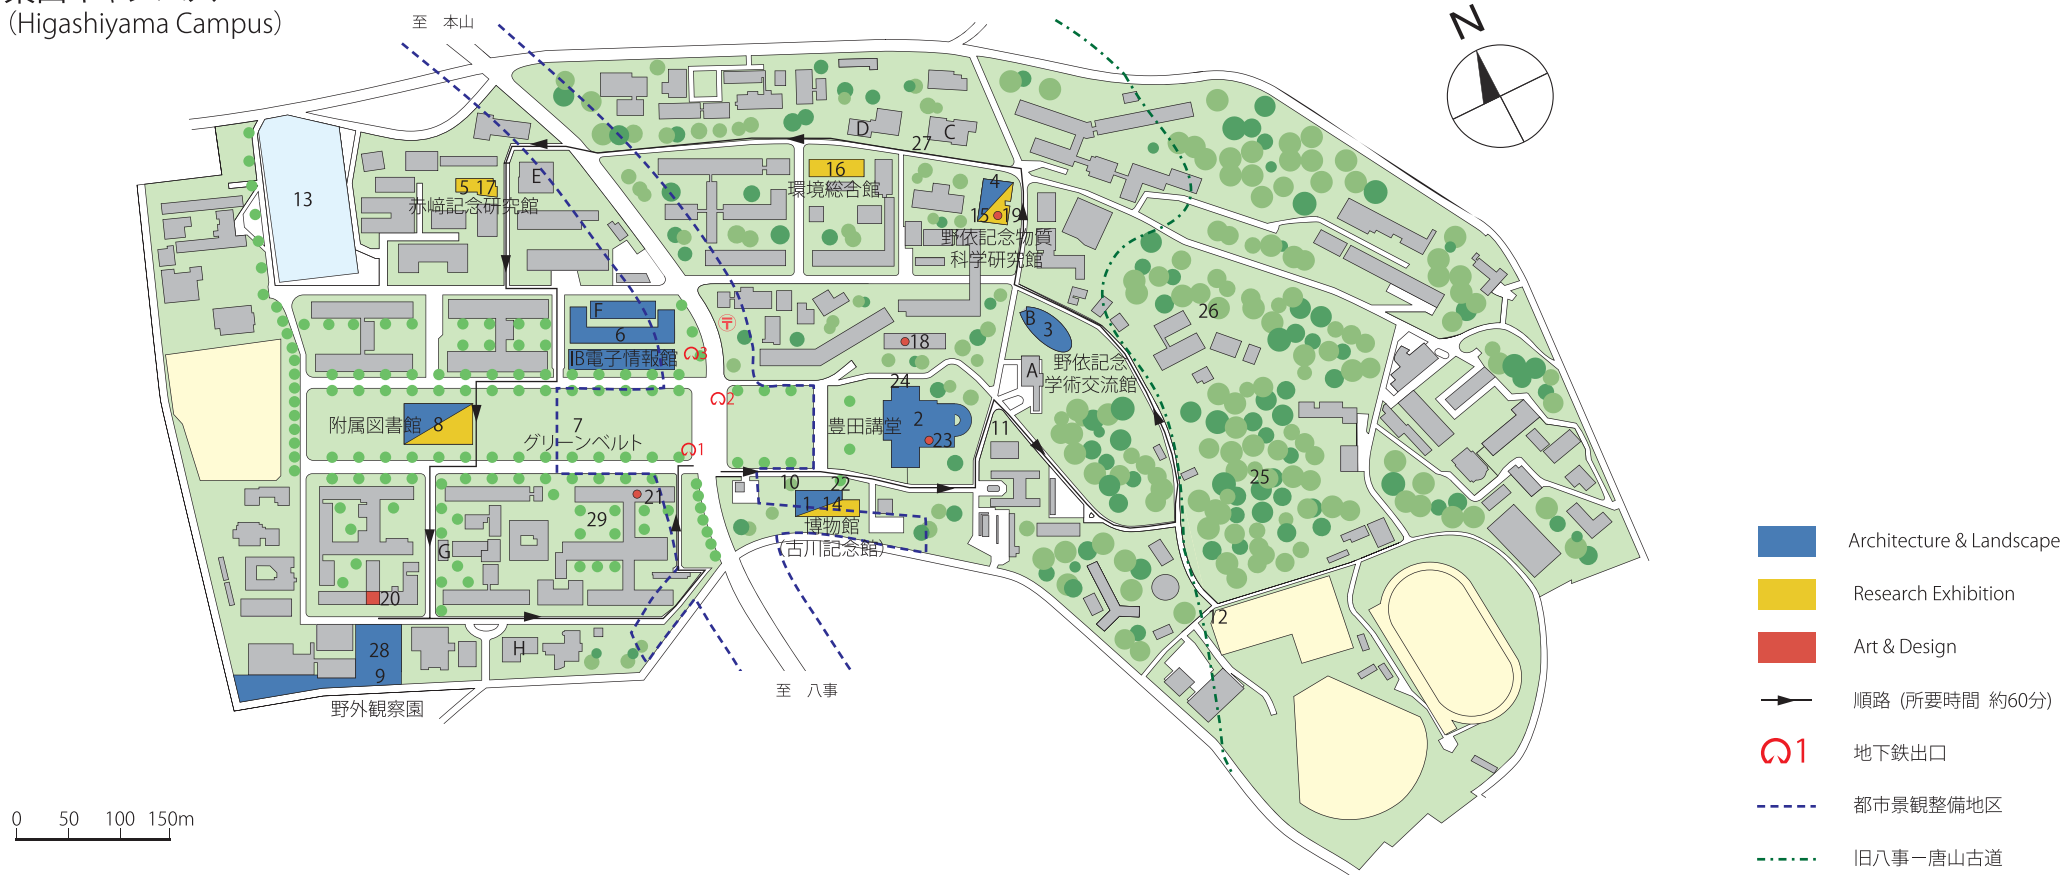 (Higashiyama Campus)
至 本山
N
D
C
27
E
16
環境総合館
5 17
赤﨑記念研究館
13
4
15
19
野依記念物質
科学研究館
26
F
6
IB電子情報館
3
〒
18
B
3
野依記念
学術交流館
A
2
24
附属図書館
8
7
グリーンベルト
1
豊田講堂
2
23
11
25
10
22
1
14
博物館
(古川記念館)
21
29
G
20
12
28
9
H
野外観察園
至 八事
0 50 100 150m
Architecture & Landscape
Research Exhibition
Art & Design
順路 (所要時間 約60分)
1 地下鉄出口
都市景観整備地区
旧八事ー唐山古道